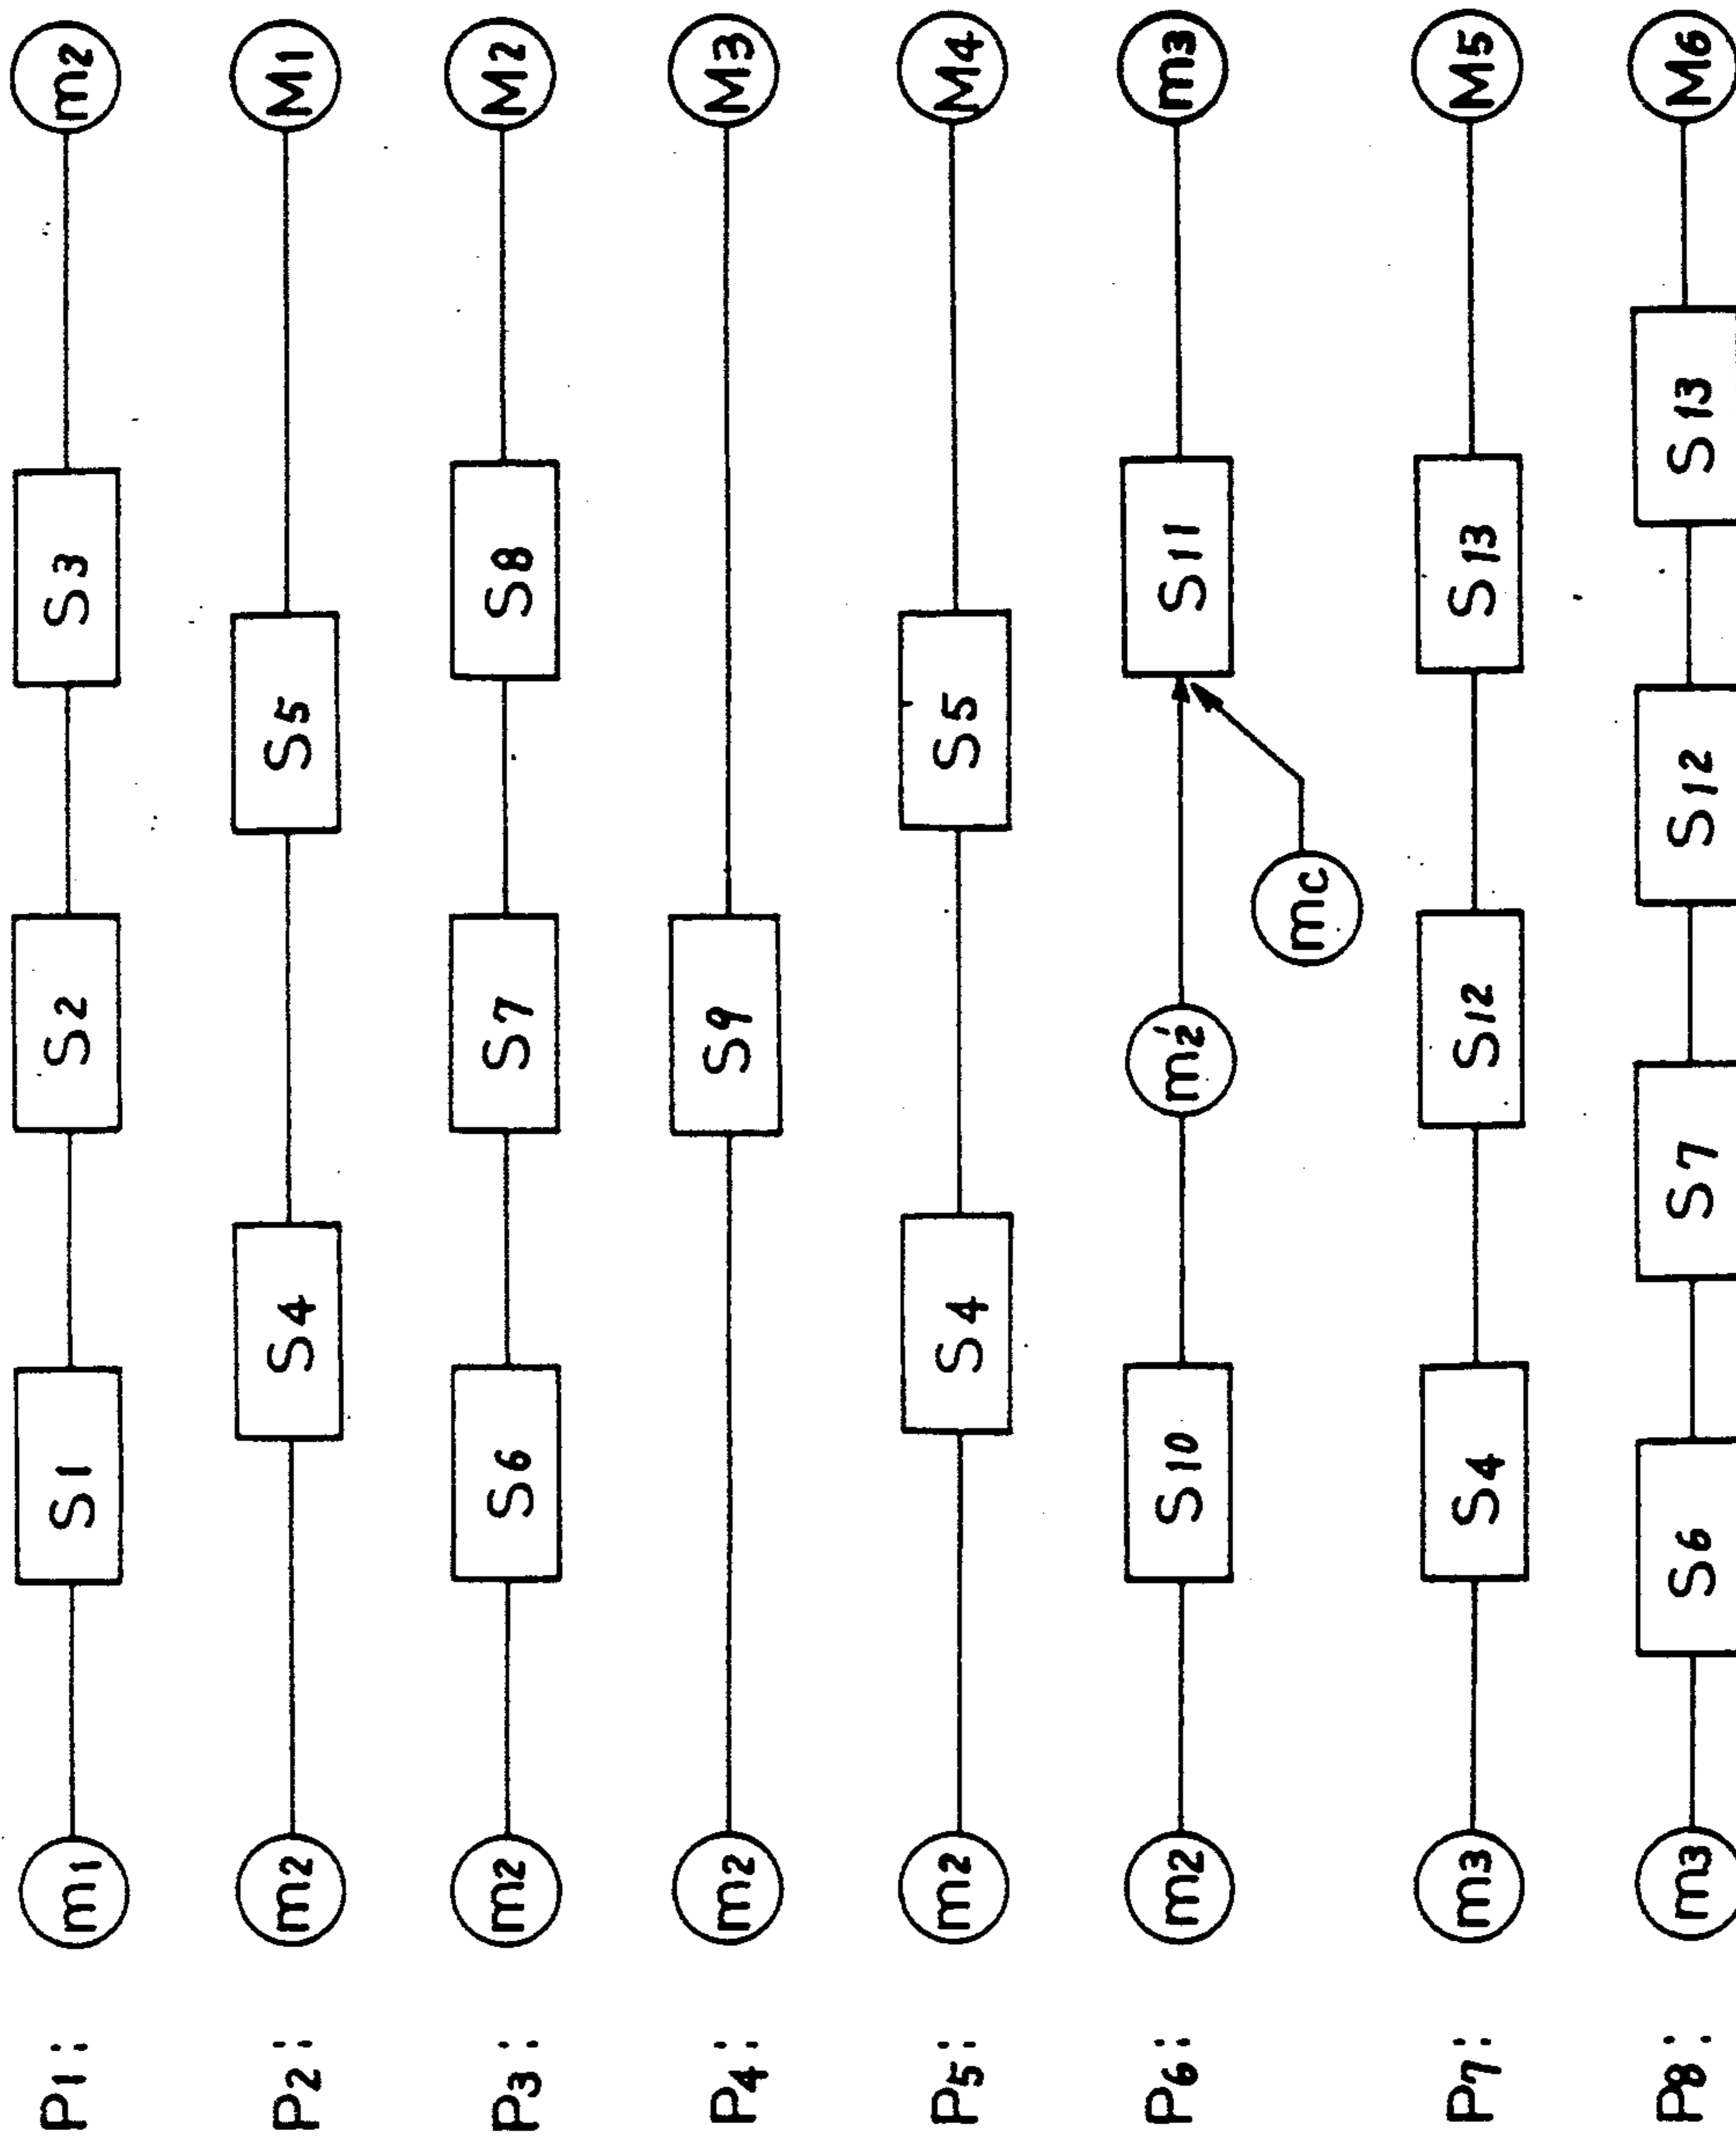 P1: m1 S1 S2 S3 m2
P2: m2 S4 S5 M1
P3: m2 S6 S7 S8 M2
P4: m2 S9 M3
P5: m2 S4 S5 M4
P6: m2 S10 m2' S11 m3
mc
P7: m3 S4 S12 S13 M5
P8: m3 S6 S7 S12 S13 M6